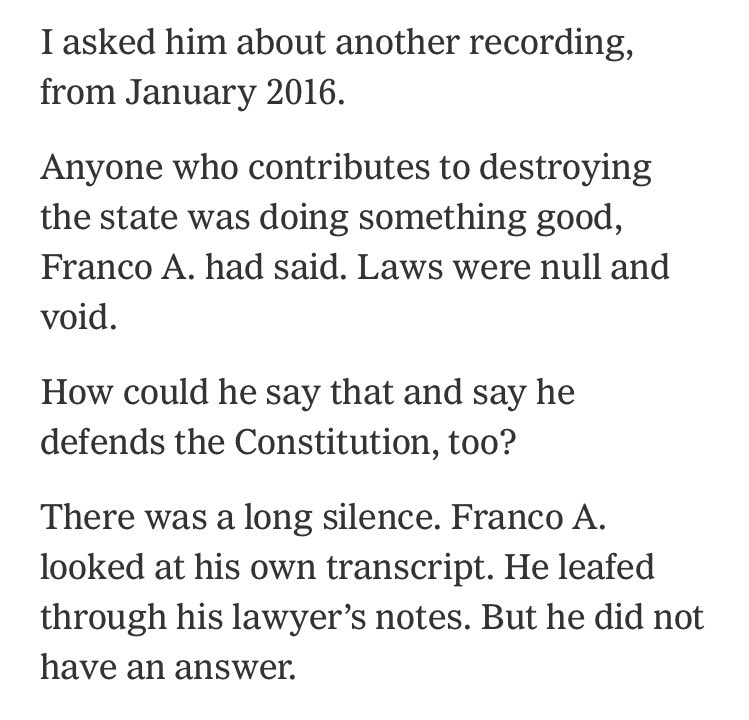 I asked him about another recording,
from January 2016.
Anyone who contributes to destroying
the state was doing something good,
Franco A. had said. Laws were null and
void.
How could he say that and say he
defends the Constitution, too?
There was a long silence. Franco A.
looked at his own transcript. He leafed
through his lawyer’s notes. But he did not
have an answer.